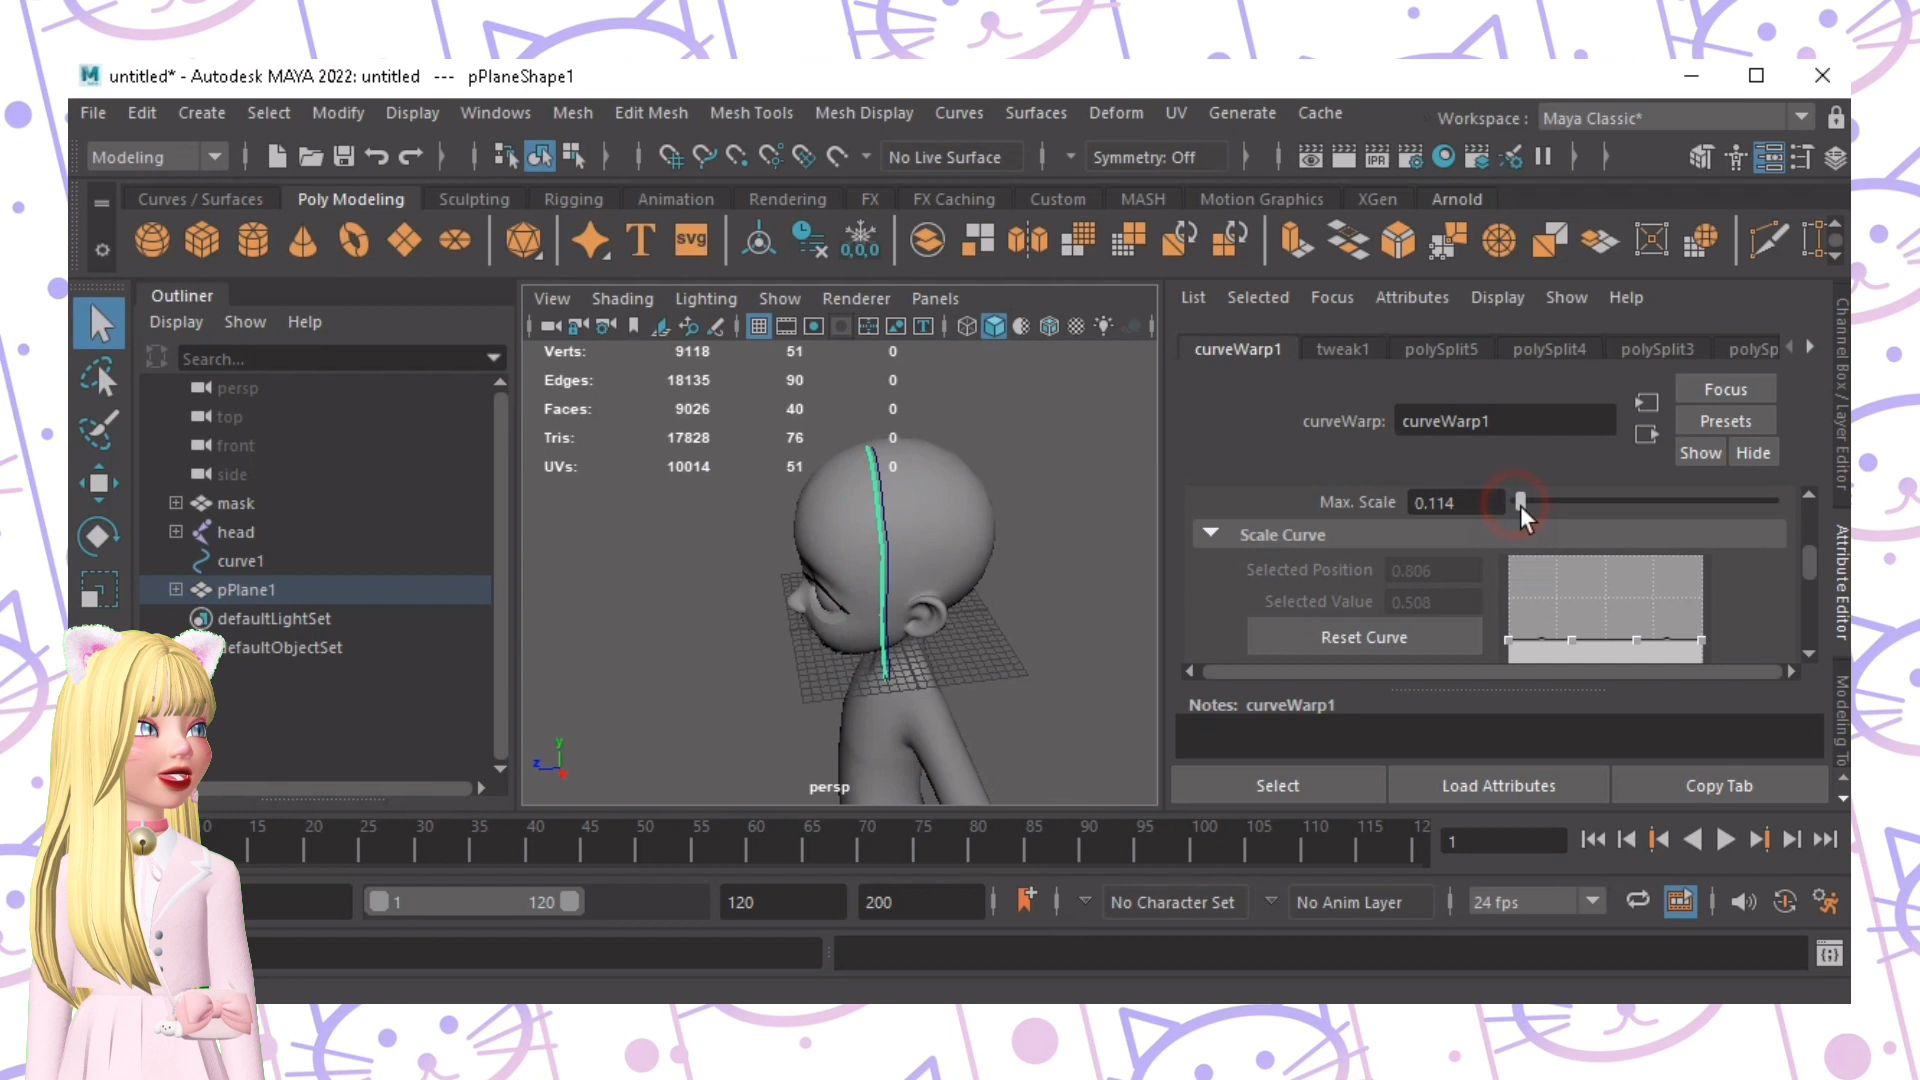 untitled* - Autodesk MAYA 2022: untitled --- pPlaneShape1
File Edit Create Select Modify Display Windows Mesh Edit Mesh Mesh Tools Mesh Display Curves Surfaces Deform UV Generate Cache Workspace : Maya Classic*
Modeling No Live Surface Symmetry: Off IPR
Curves / Surfaces Poly Modeling Sculpting Rigging Animation Rendering FX FX Caching Custom MASH Motion Graphics XGen Arnold
T svg 0,0,0
Outliner
Display Show Help
Search...
persp
top
front
side
mask
head
curve1
pPlane1
defaultLightSet
defaultObjectSet
View Shading Lighting Show Renderer Panels
Verts: 9118 51 0
Edges: 18135 90 0
Faces: 9026 40 0
Tris: 17828 76 0
UVs: 10014 51 0
y
z x
persp
List Selected Focus Attributes Display Show Help
curveWarp1 tweak1 polySplit5 polySplit4 polySplit3 polySp
curveWarp: curveWarp1
Focus
Presets
Show Hide
Max. Scale 0.114
Scale Curve
Selected Position 0.806
Selected Value 0.508
Reset Curve
Notes: curveWarp1
Select Load Attributes Copy Tab
Channel Box / Layer Editor
Attribute Editor
Modeling To
0 15 20 25 30 35 40 45 50 55 60 65 70 75 80 85 90 95 100 105 110 115 12
1
1 120 120 200 No Character Set No Anim Layer 24 fps